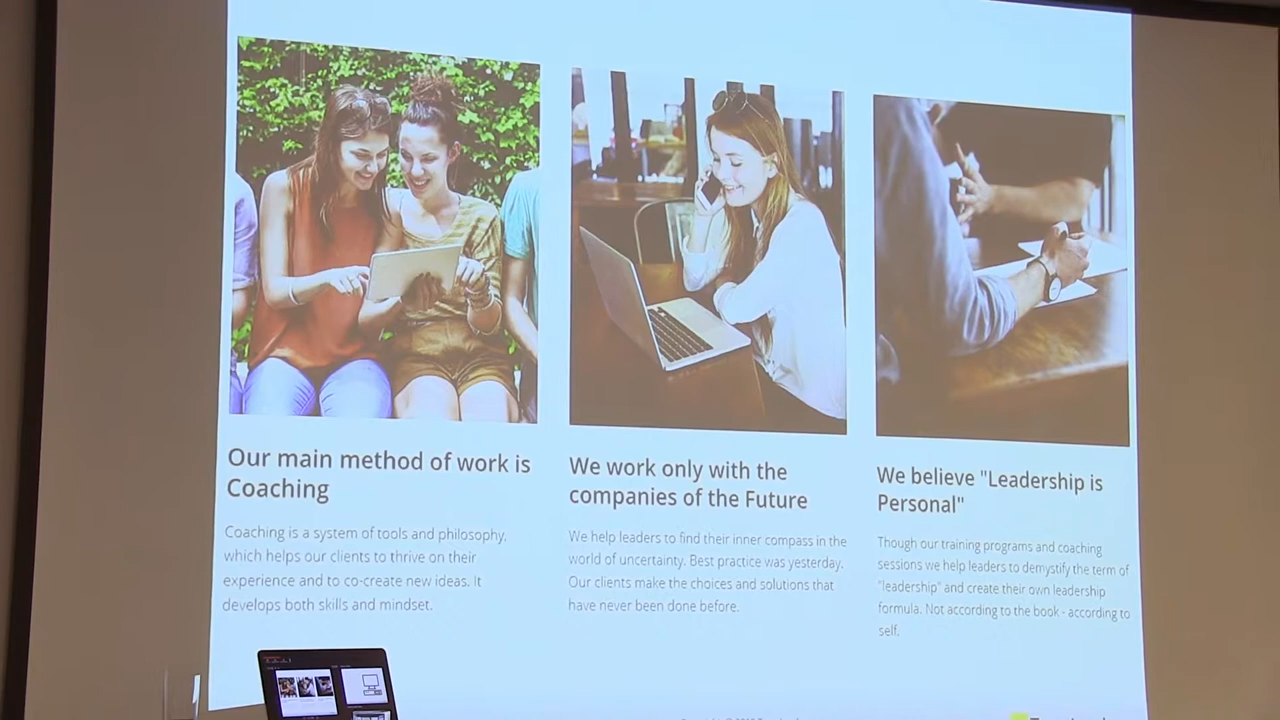 Our main method of work is
Coaching
Coaching is a system of tools and philosophy,
which helps our clients to thrive on their
experience and to co-create new ideas. It
develops both skills and mindset.
We work only with the
companies of the Future
We help leaders to find their inner compass in the
world of uncertainty. Best practice was yesterday.
Our clients make the choices and solutions that
have never been done before.
We believe "Leadership is
Personal"
Though our training programs and coaching
sessions we help leaders to demystify the term of
"leadership" and create their own leadership
formula. Not according to the book - according to
self.